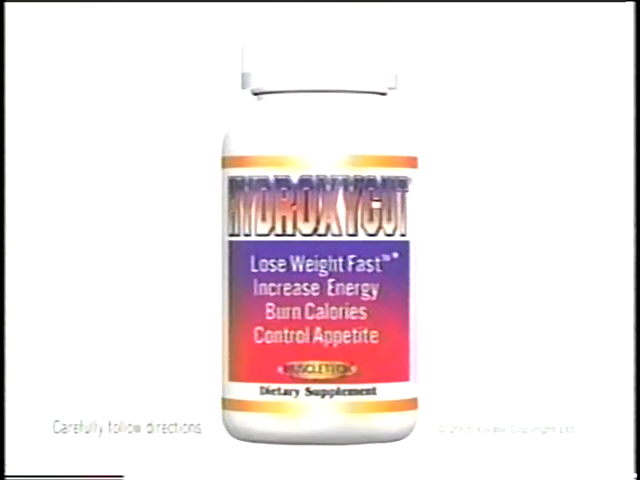 HYDROXYCUT
Lose Weight Fast™*
Increase Energy
Burn Calories
Control Appetite
MUSCLETECH
Dietary Supplement
Carefully follow directions.